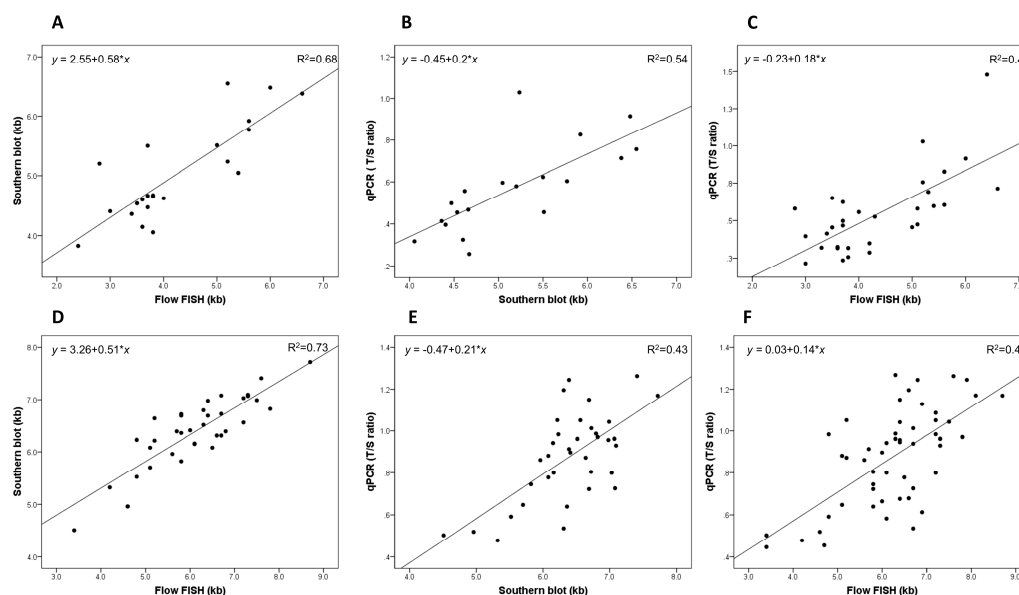 A
B
C
y = 2.55+0.58*x
R²=0.68
y = -0.45+0.2*x
R²=0.54
y = -0.23+0.18*x
R²=0.4
7.0
6.0
5.0
4.0
Southern blot (kb)
2.0 3.0 4.0 5.0 6.0 7.0
Flow FISH (kb)
1.2
1.0
.8
.6
.4
.2
qPCR ( T/S ratio)
4.0 4.5 5.0 5.5 6.0 6.5 7.0
Southern blot (kb)
1.5
1.3
1.0
.8
.5
.3
qPCR (T/S ratio)
2.0 3.0 4.0 5.0 6.0 7.
Flow FISH (kb)
D
E
F
y = 3.26+0.51*x
R²=0.73
y = -0.47+0.21*x
R²=0.43
y = 0.03+0.14*x
R²=0.4
8.0
7.0
6.0
5.0
4.0
Southern blot (kb)
3.0 4.0 5.0 6.0 7.0 8.0 9.0
Flow FISH (kb)
1.4
1.2
1.0
.8
.6
.4
qPCR (T/S ratio)
4.0 5.0 6.0 7.0 8.0
Southern blot (kb)
1.4
1.2
1.0
.8
.6
.4
qPCR (T/S ratio)
3.0 4.0 5.0 6.0 7.0 8.0 9.0
Flow FISH (kb)